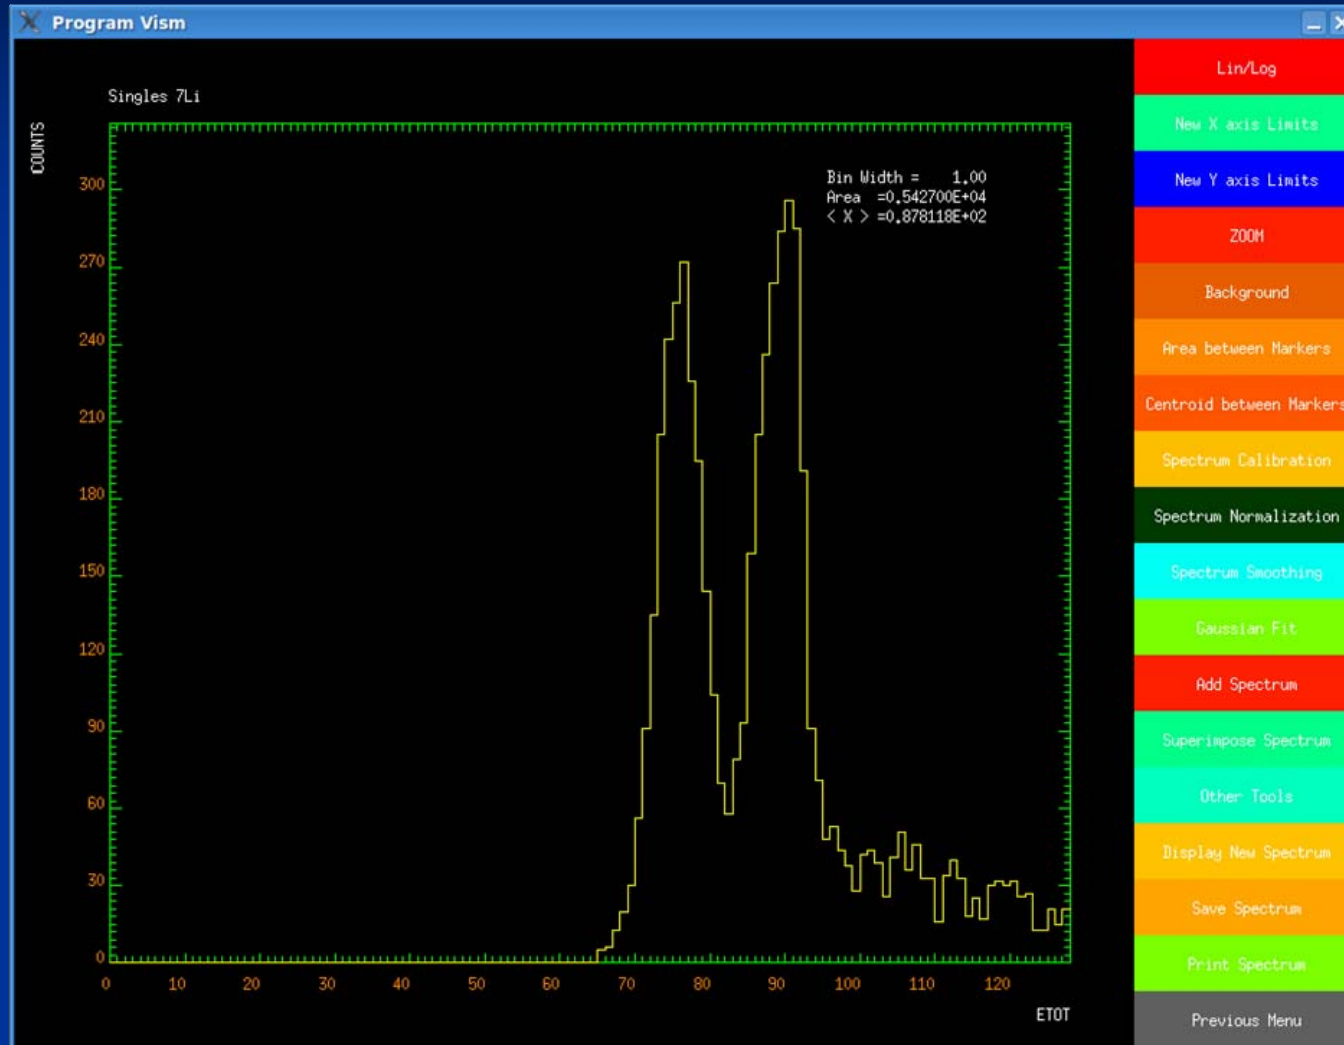 Program Vism
Singles 7Li
COUNTS
Bin Width = 1.00
Area =0.542700E+04
< X > =0.878118E+02
300
270
240
210
180
150
120
90
60
30
0
0 10 20 30 40 50 60 70 80 90 100 110 120
ETOT
Lin/Log
New X axis Limits
New Y axis Limits
ZOOM
Background
Area between Markers
Centroid between Markers
Spectrum Calibration
Spectrum Normalization
Spectrum Smoothing
Gaussian Fit
Add Spectrum
Superimpose Spectrum
Other Tools
Display New Spectrum
Save Spectrum
Print Spectrum
Previous Menu